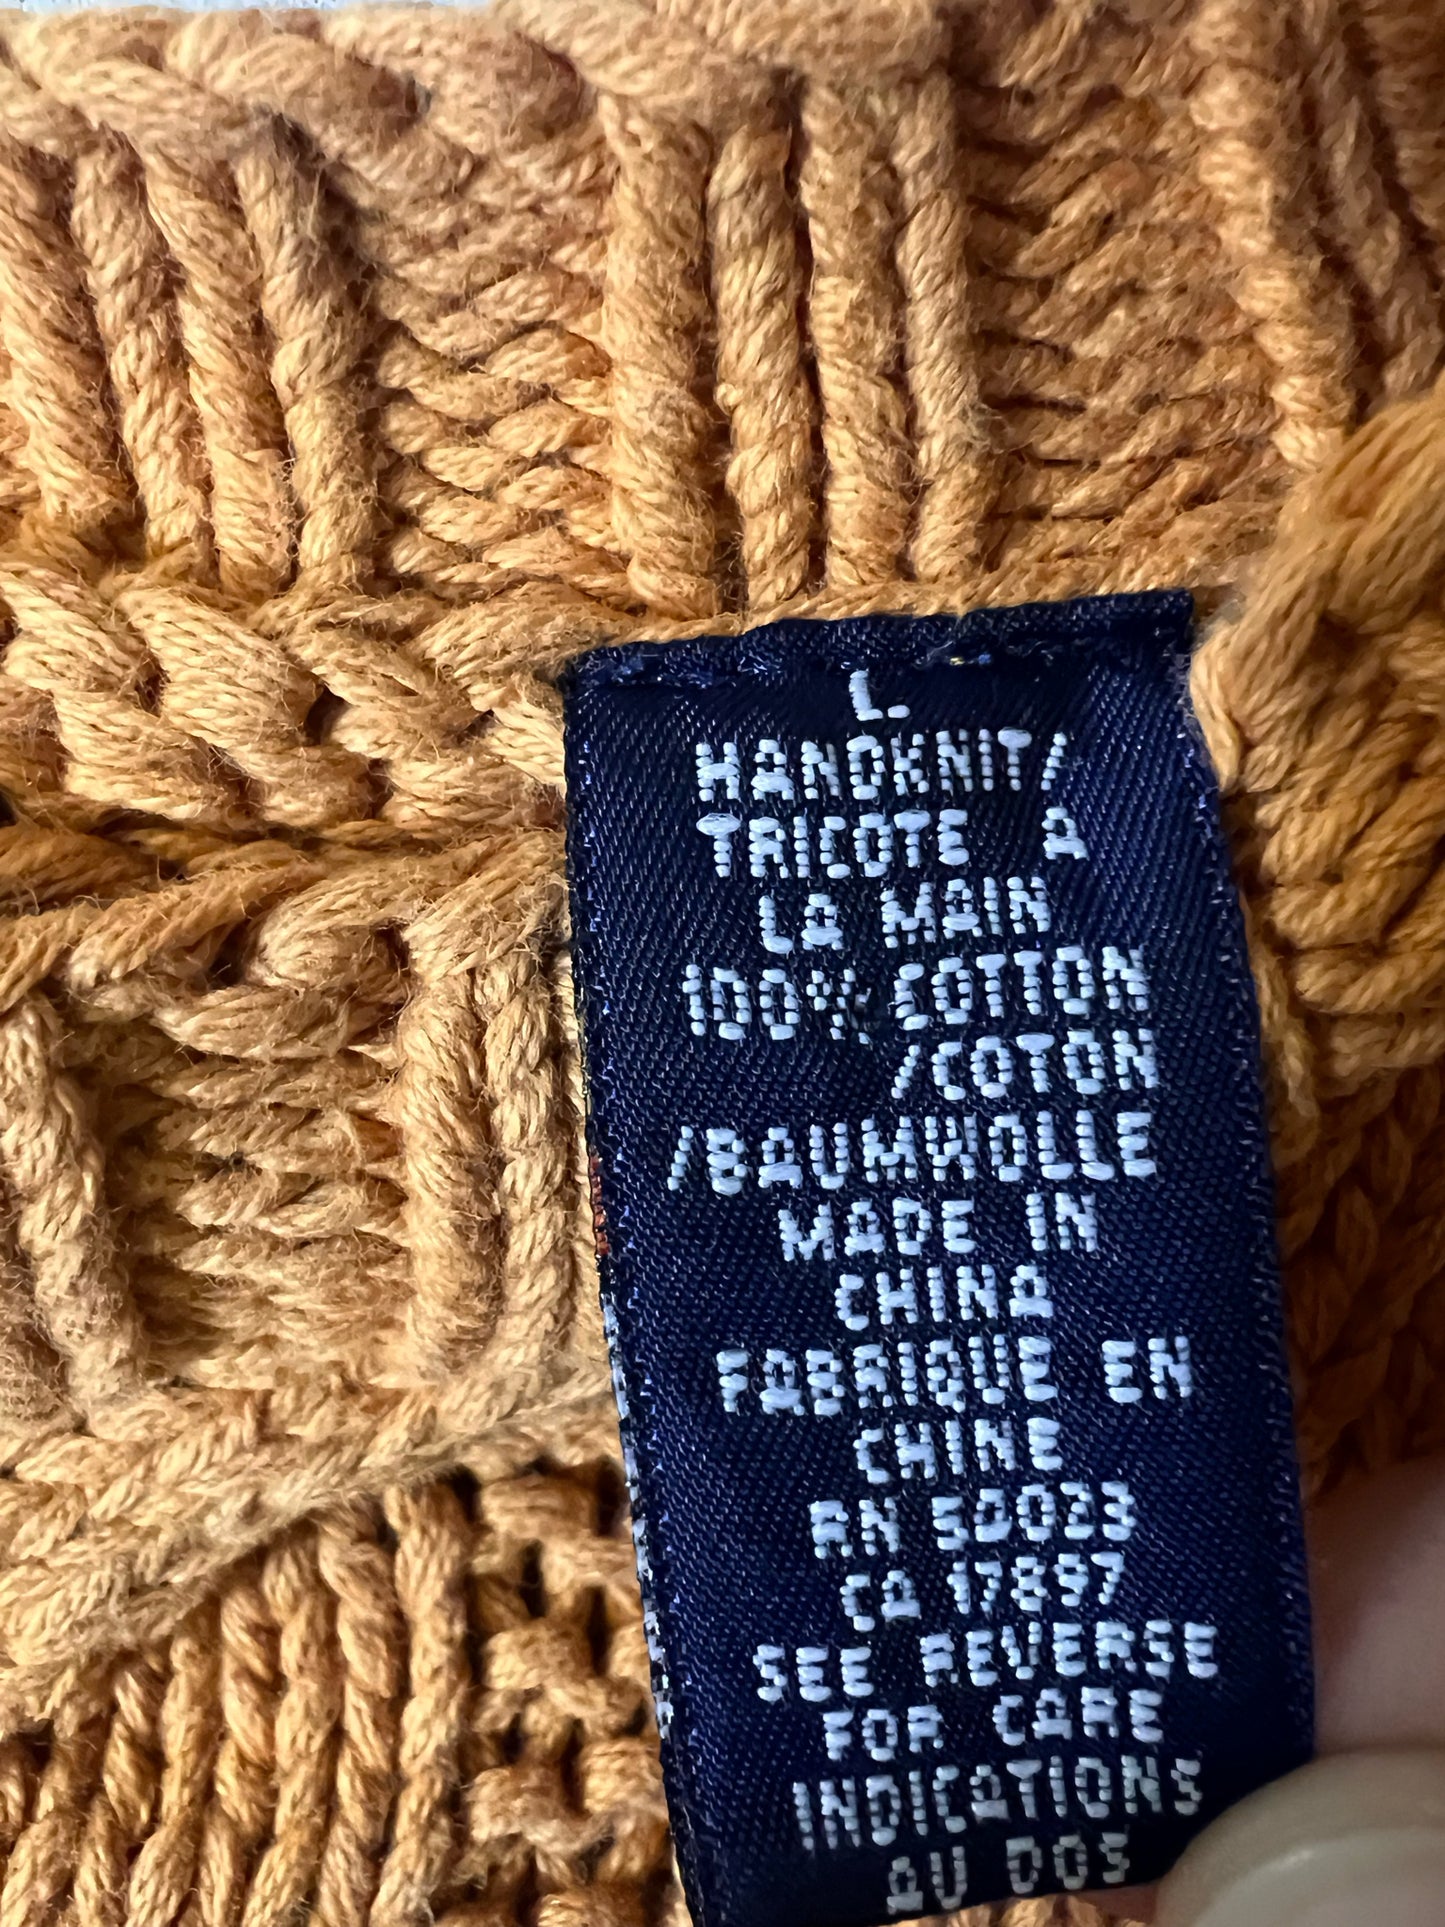 L.
HANDKNIT/
TRICOTE A
LA MAIN
100% COTTON
/COTON
/BAUMWOLLE
MADE IN
CHINA
FABRIQUE EN
CHINE
RN 54023
CA 17897
SEE REVERSE
FOR CARE
INDICATIONS
AU DOS